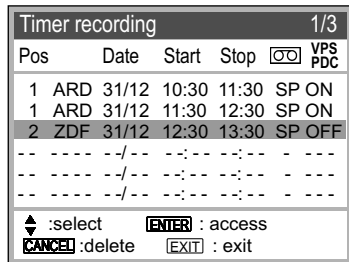 Timer recording 1/3
Pos Date Start Stop VPS PDC
1 ARD 31/12 10:30 11:30 SP ON
1 ARD 31/12 11:30 12:30 SP ON
2 ZDF 31/12 12:30 13:30 SP OFF
-- ---- --/-- --:-- --:-- - ---
-- ---- --/-- --:-- --:-- - ---
-- ---- --/-- --:-- --:-- - ---
:select ENTER : access
CANCEL :delete EXIT : exit